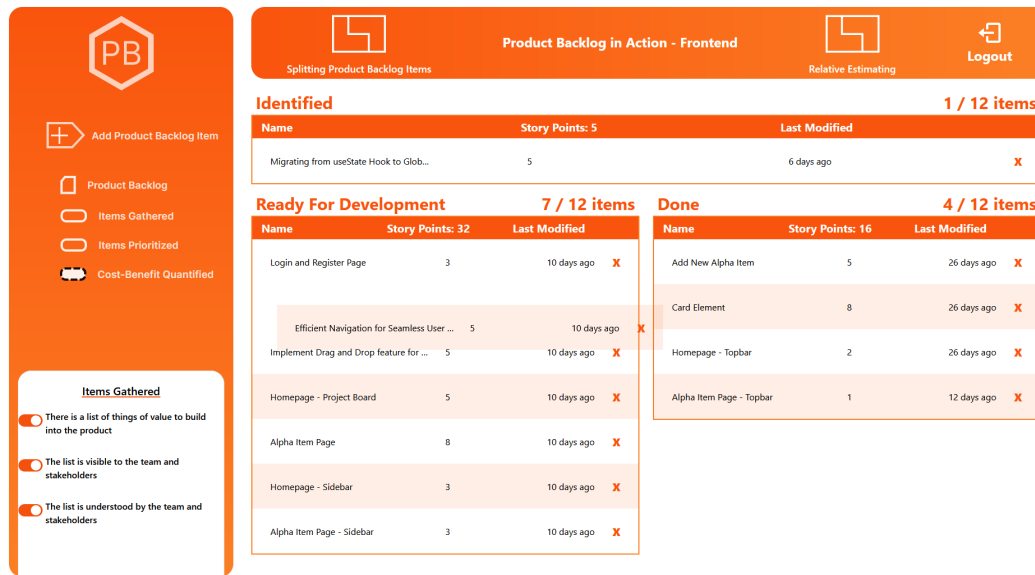 PB
Add Product Backlog Item
Product Backlog
Items Gathered
Items Prioritized
Cost-Benefit Quantified
Items Gathered
There is a list of things of value to build
into the product
The list is visible to the team and
stakeholders
The list is understood by the team and
stakeholders
Splitting Product Backlog Items
Product Backlog in Action - Frontend
Relative Estimating
Logout
Identified 1 / 12 items
Name Story Points: 5 Last Modified
Migrating from useState Hook to Glob... 5 6 days ago X
Ready For Development 7 / 12 items
Name Story Points: 32 Last Modified
Login and Register Page 3 10 days ago X
Efficient Navigation for Seamless User ... 5 10 days ago X
Implement Drag and Drop feature for ... 5 10 days ago X
Homepage - Project Board 5 10 days ago X
Alpha Item Page 8 10 days ago X
Homepage - Sidebar 3 10 days ago X
Alpha Item Page - Sidebar 3 10 days ago X
Done 4 / 12 items
Name Story Points: 16 Last Modified
Add New Alpha Item 5 26 days ago X
Card Element 8 26 days ago X
Homepage - Topbar 2 26 days ago X
Alpha Item Page - Topbar 1 12 days ago X